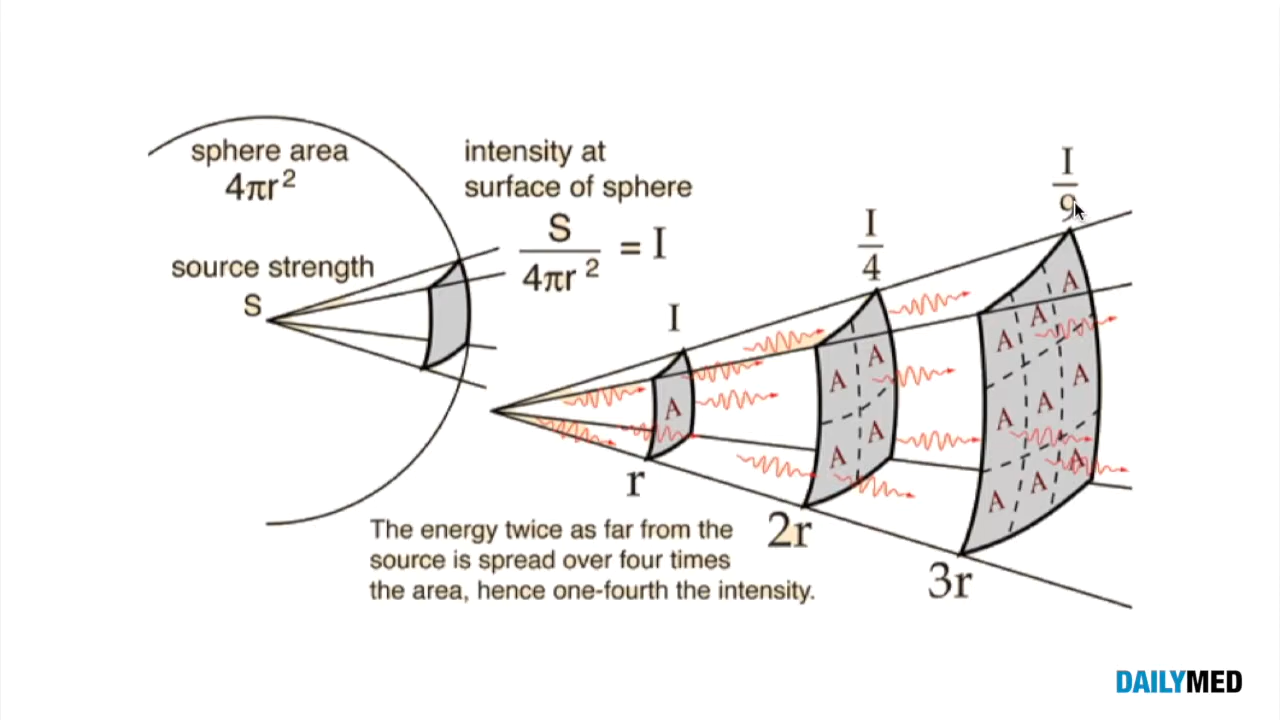 sphere area
4πr²
source strength
S
intensity at
surface of sphere
S
4πr²
= I
I
A
r
I
4
A
A
A
A
2r
I
9
A
A
A
A
A
A
A
A
A
3r
The energy twice as far from the
source is spread over four times
the area, hence one-fourth the intensity.
DAILYMED